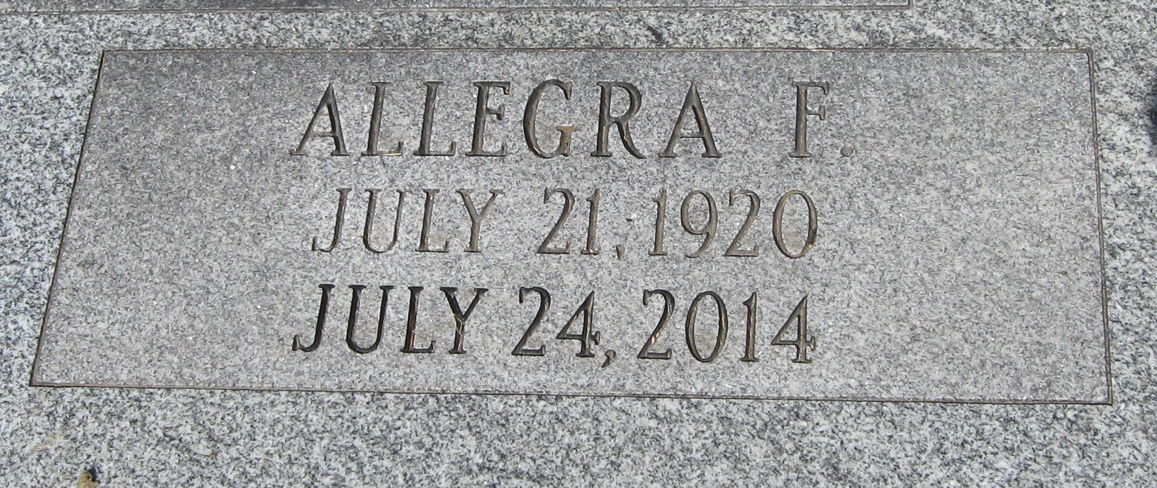 ALLEGRA F.
JULY 21, 1920
JULY 24, 2014